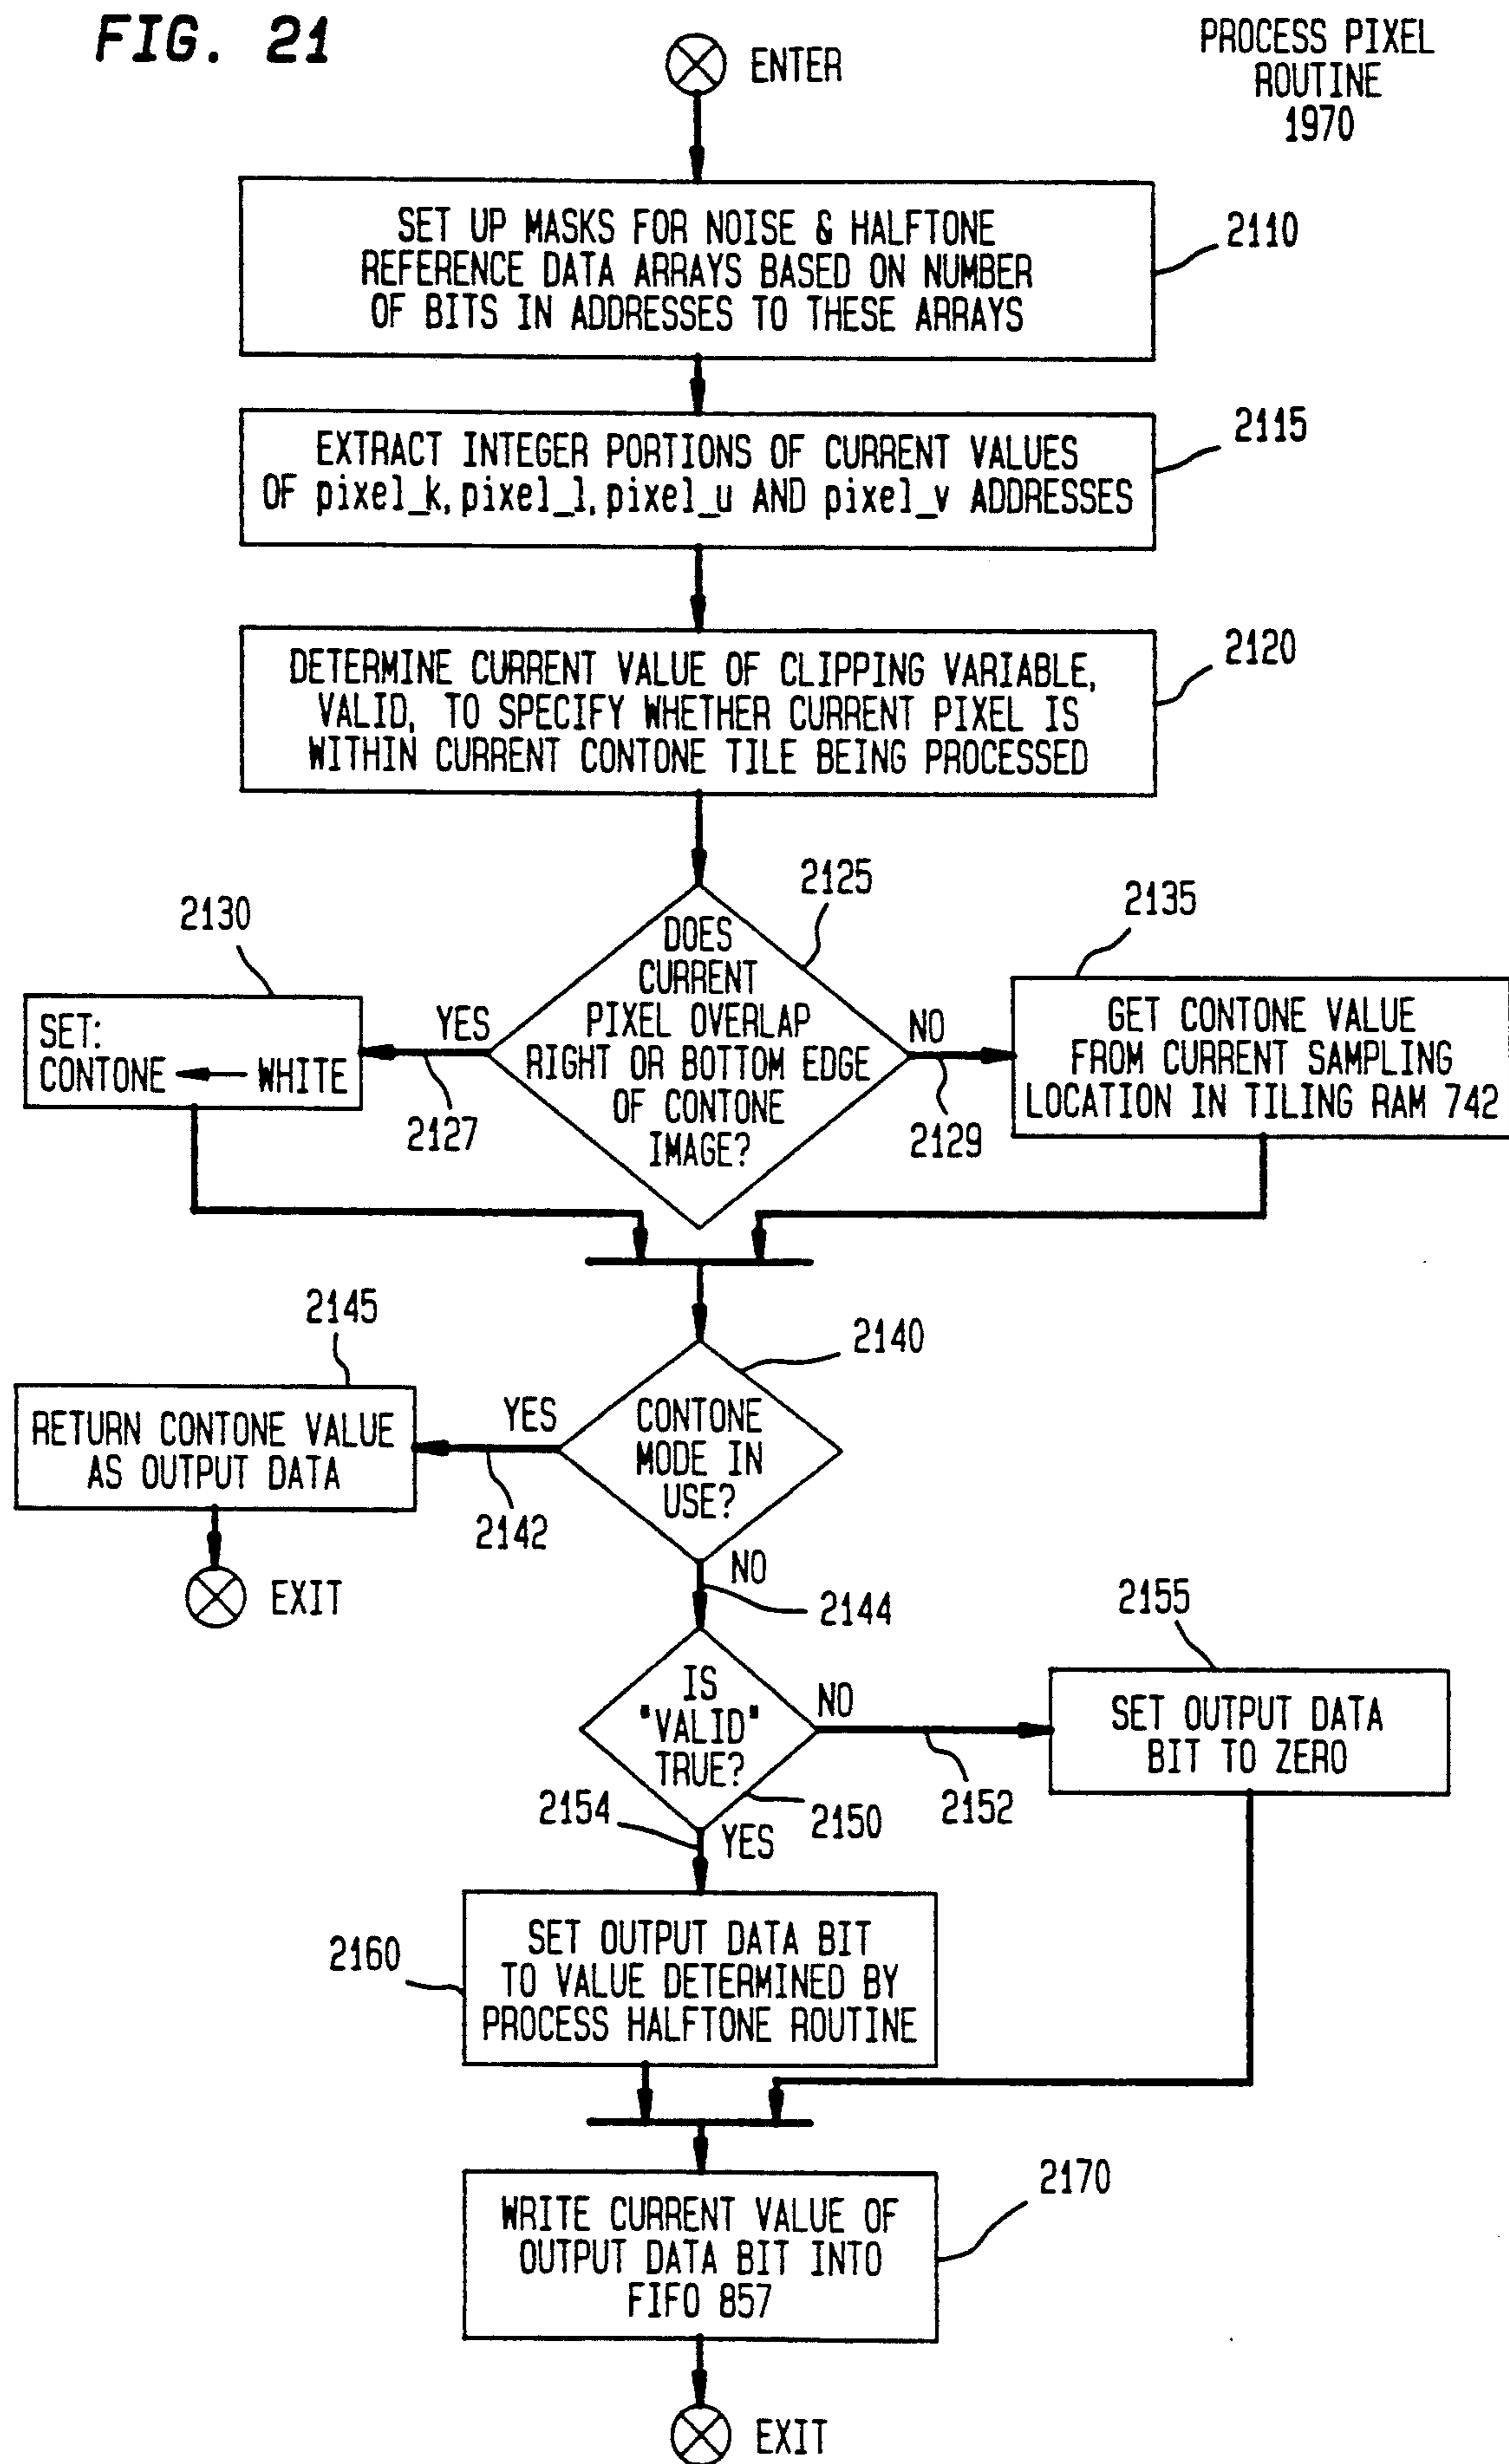 FIG. 21
PROCESS PIXEL
ROUTINE
1970
ENTER
SET UP MASKS FOR NOISE & HALFTONE
REFERENCE DATA ARRAYS BASED ON NUMBER
OF BITS IN ADDRESSES TO THESE ARRAYS
2110
EXTRACT INTEGER PORTIONS OF CURRENT VALUES
OF pixel_k, pixel_l, pixel_u AND pixel_v ADDRESSES
2115
DETERMINE CURRENT VALUE OF CLIPPING VARIABLE,
VALID, TO SPECIFY WHETHER CURRENT PIXEL IS
WITHIN CURRENT CONTONE TILE BEING PROCESSED
2120
2125
DOES
CURRENT
PIXEL OVERLAP
RIGHT OR BOTTOM EDGE
OF CONTONE
IMAGE?
2130
YES
2127
SET:
CONTONE ← WHITE
NO
2129
2135
GET CONTONE VALUE
FROM CURRENT SAMPLING
LOCATION IN TILING RAM 742
2140
CONTONE
MODE IN
USE?
YES
2142
2145
RETURN CONTONE VALUE
AS OUTPUT DATA
EXIT
NO
2144
IS
"VALID"
TRUE?
2150
NO
2152
2155
SET OUTPUT DATA
BIT TO ZERO
2154
YES
2160
SET OUTPUT DATA BIT
TO VALUE DETERMINED BY
PROCESS HALFTONE ROUTINE
2170
WRITE CURRENT VALUE OF
OUTPUT DATA BIT INTO
FIFO 857
EXIT